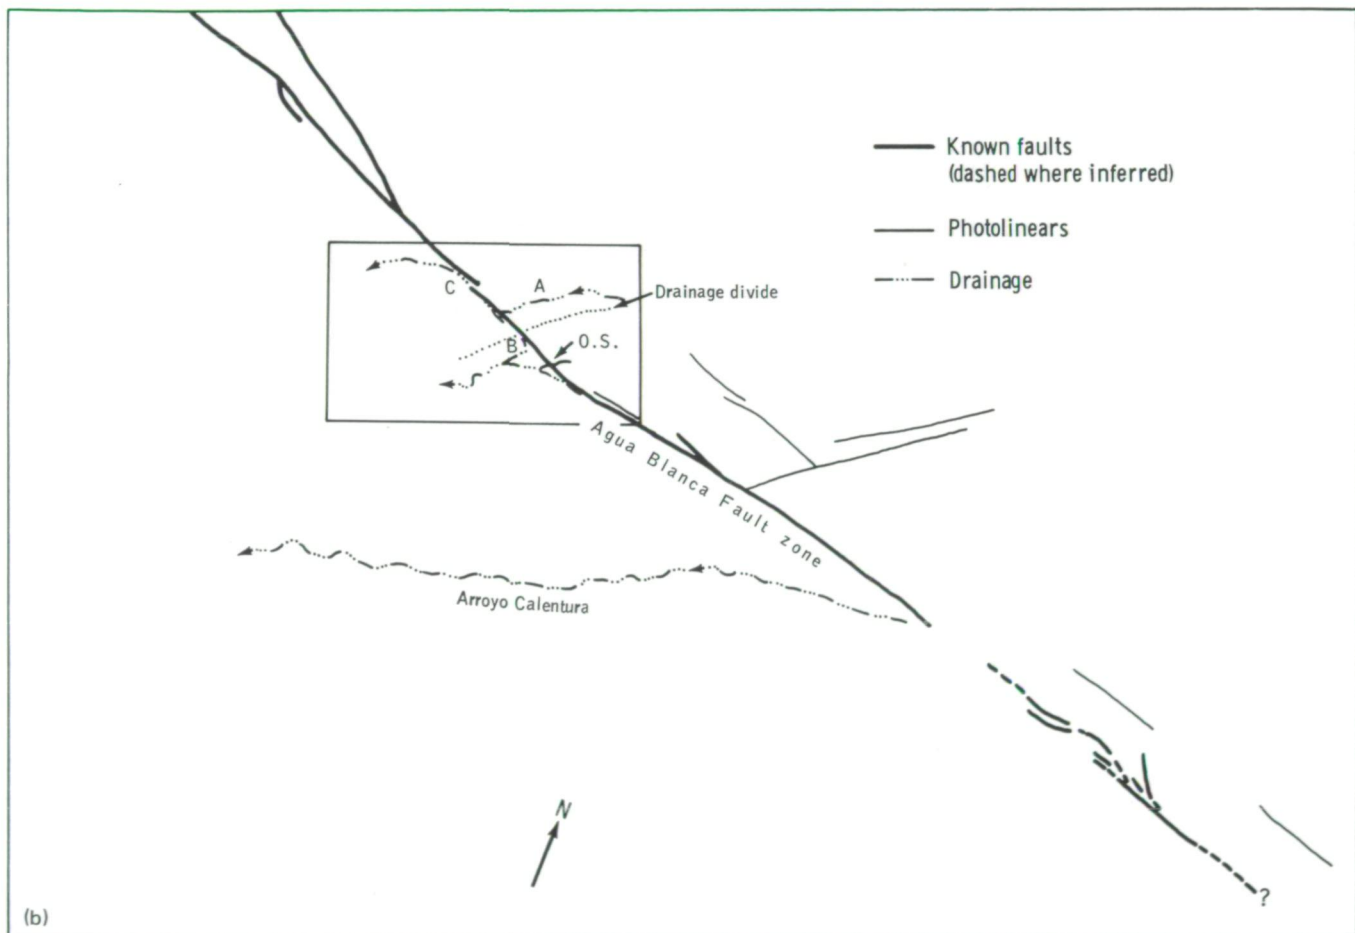 Known faults
(dashed where inferred)
Photolinears
Drainage
C
A
Drainage divide
B
O.S.
Agua Blanca Fault zone
Arroyo Calentura
N
?
(b)